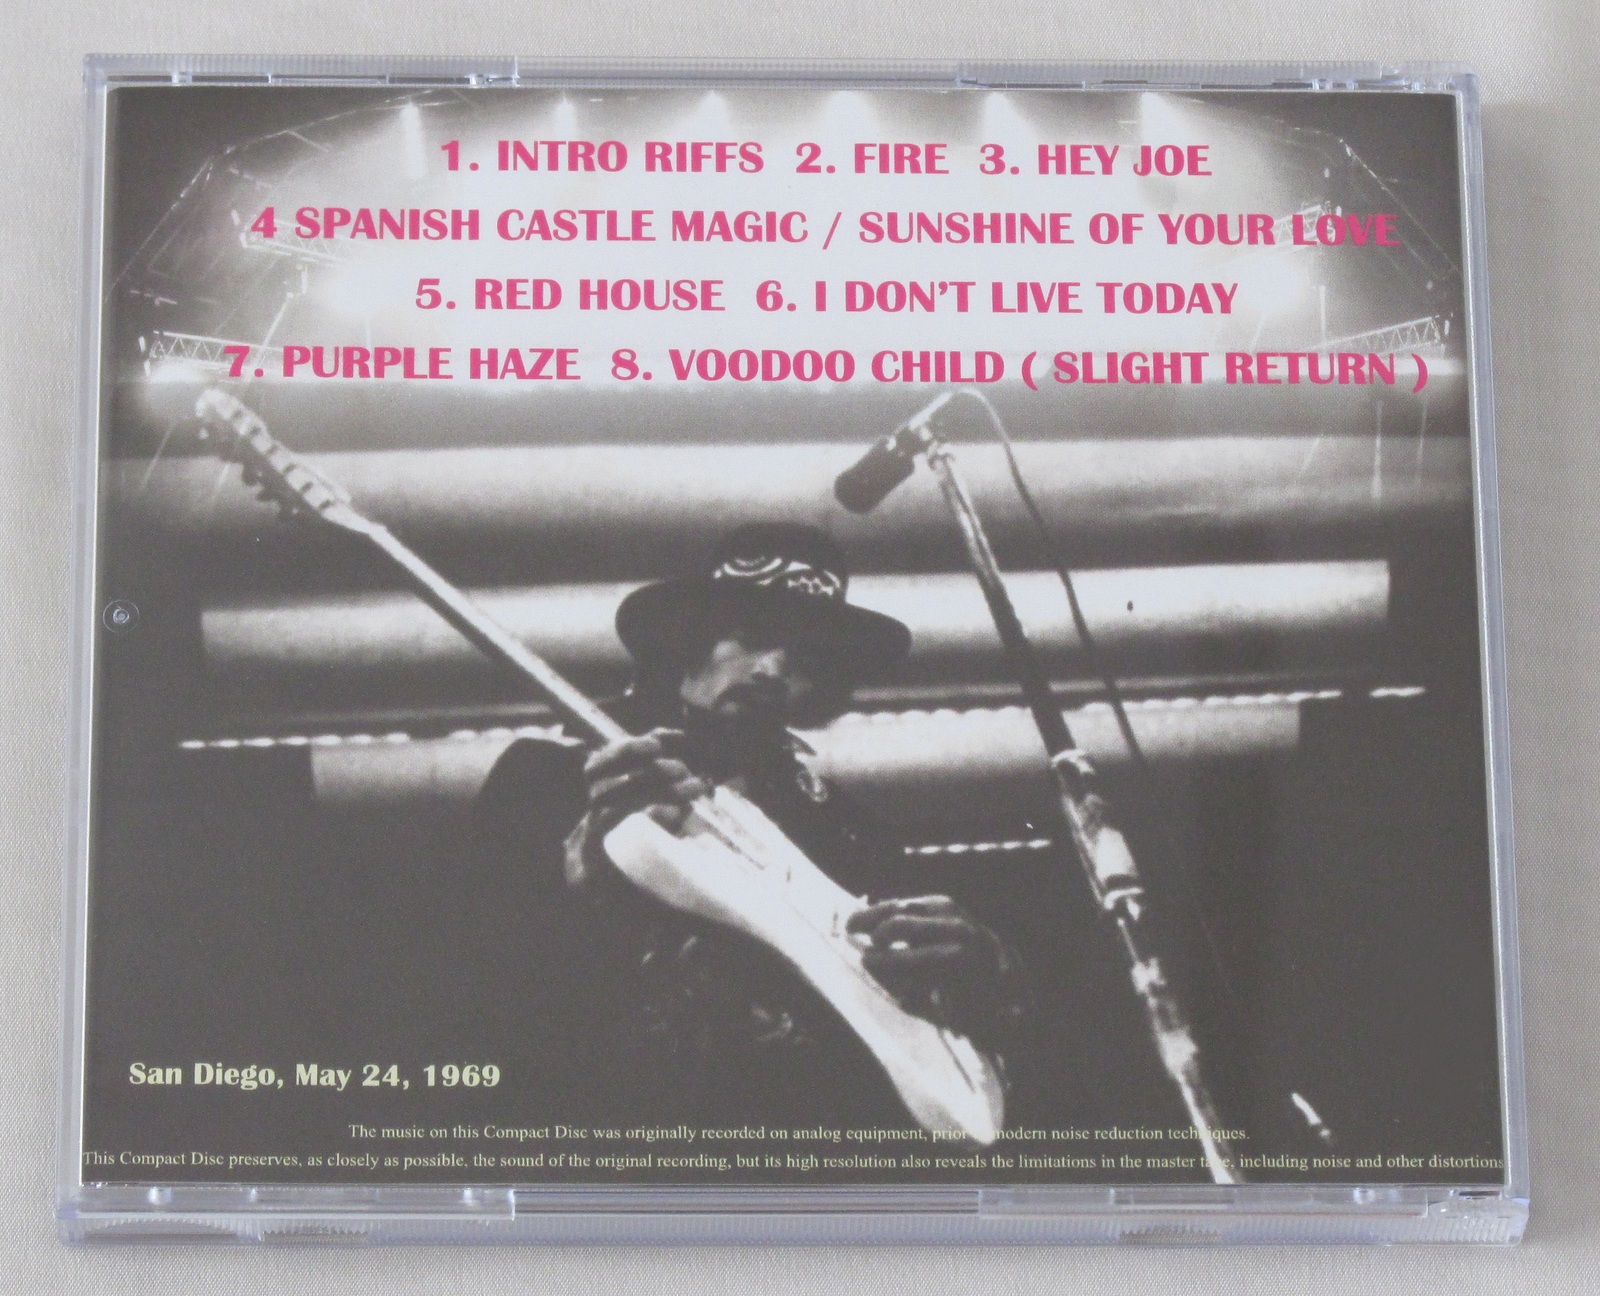 1. INTRO RIFFS 2. FIRE 3. HEY JOE
4 SPANISH CASTLE MAGIC / SUNSHINE OF YOUR LOVE
5. RED HOUSE 6. I DON'T LIVE TODAY
7. PURPLE HAZE 8. VOODOO CHILD ( SLIGHT RETURN )
San Diego, May 24, 1969
The music on this Compact Disc was originally recorded on analog equipment, prior to modern noise reduction techniques.
This Compact Disc preserves, as closely as possible, the sound of the original recording, but its high resolution also reveals the limitations in the master tape, including noise and other distortions